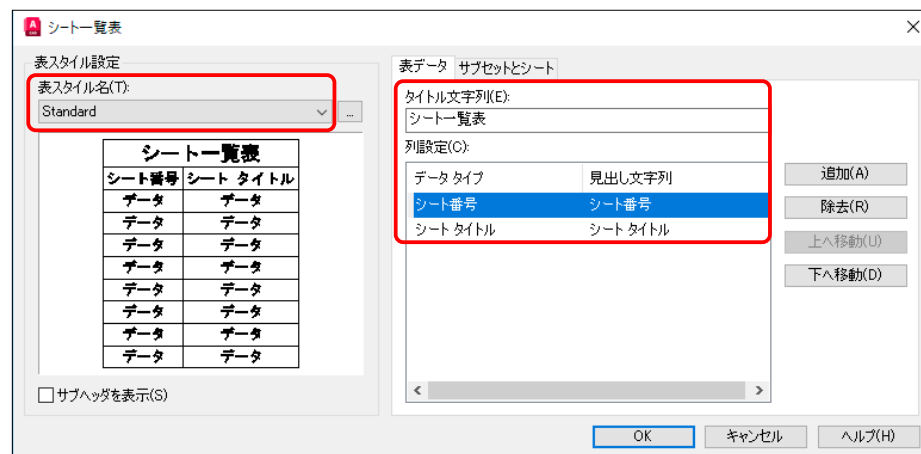 シート一覧表
表スタイル設定
表スタイル名(T):
Standard
...
シート一覧表
シート番号 シート タイトル
データ データ
データ データ
データ データ
データ データ
データ データ
データ データ
データ データ
データ データ
サブヘッダを表示(S)
表データ サブセットとシート
タイトル文字列(E):
シート一覧表
列設定(C):
データ タイプ 見出し文字列
シート番号 シート番号
シート タイトル シート タイトル
追加(A)
除去(R)
上へ移動(U)
下へ移動(D)
OK キャンセル ヘルプ(H)